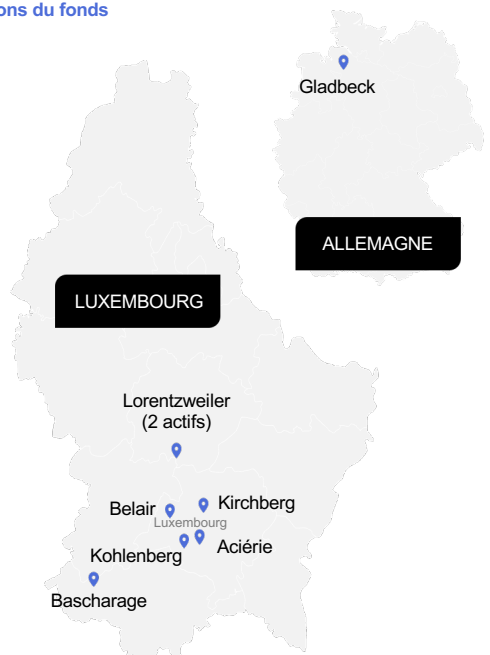 ons du fonds
Gladbeck
ALLEMAGNE
LUXEMBOURG
Lorentzweiler
(2 actifs)
Belair
Kirchberg
Luxembourg
Kohlenberg
Aciérie
Bascharage